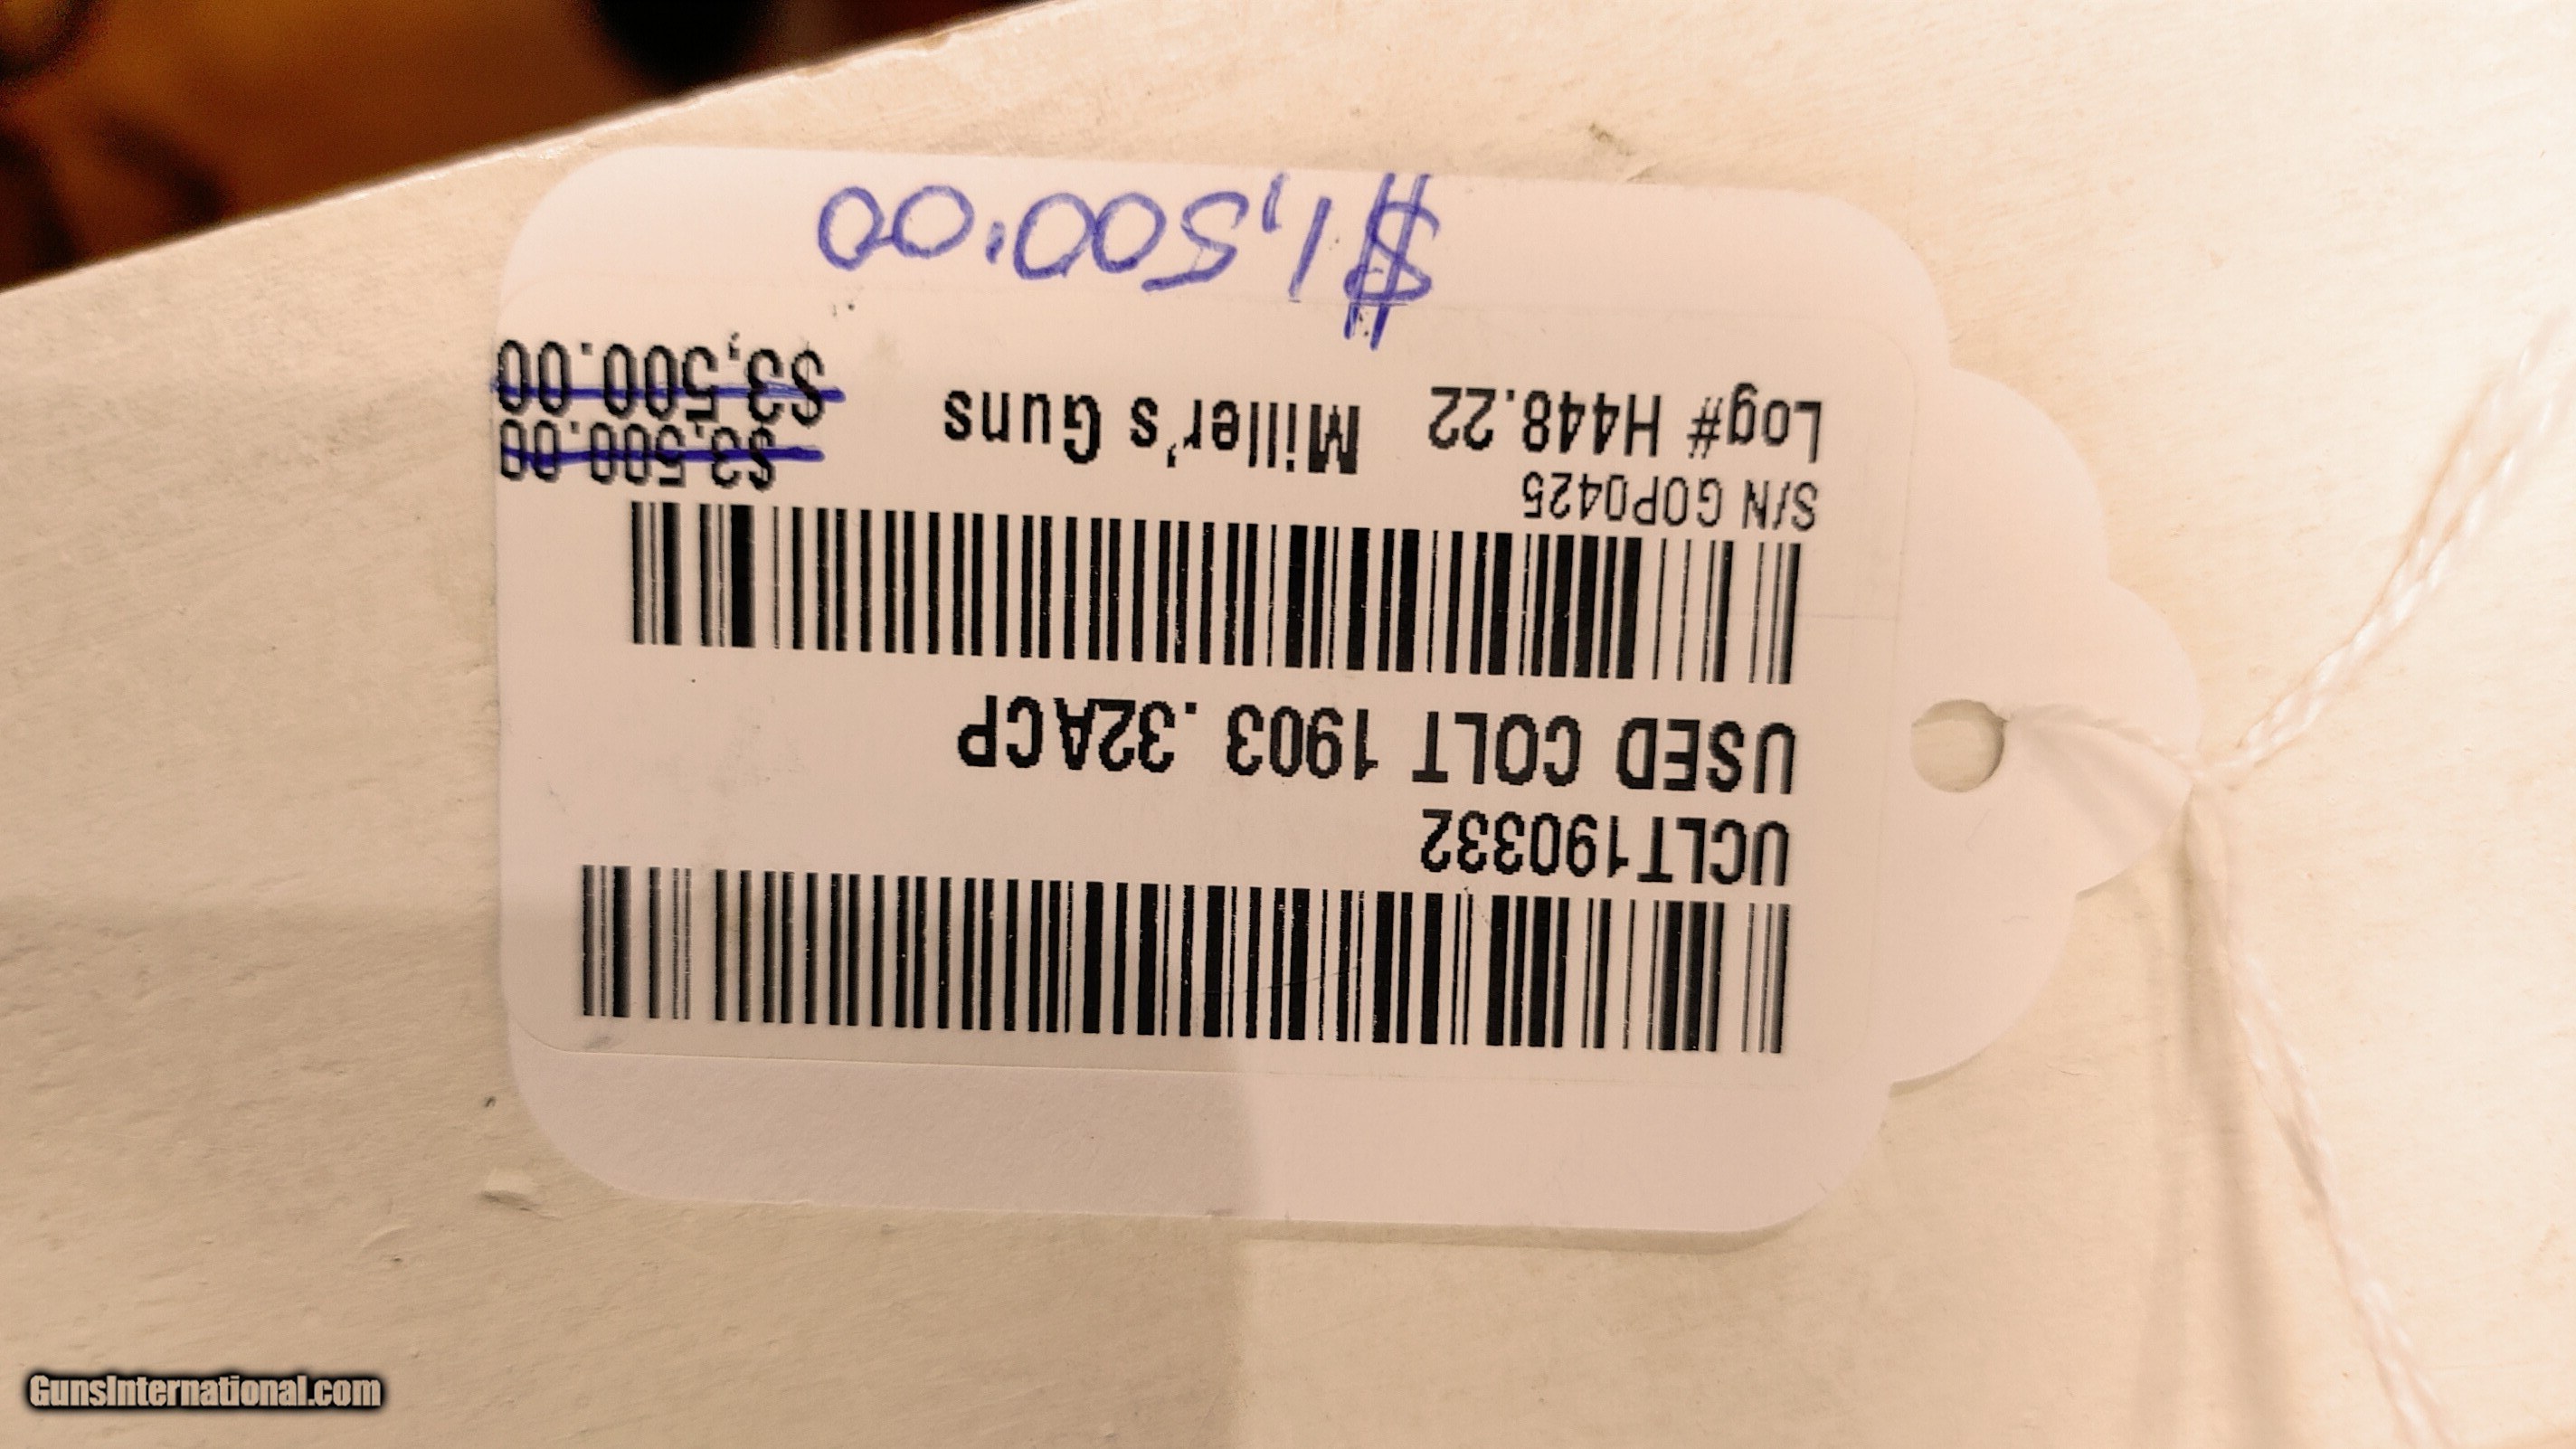 UCLT190332
USED COLT 1903 .32ACP
S/N GOP0425
$3,500.00
Log# H448.22 Miller's Guns $3,500.00
$1,500.00
GunsInternational.com